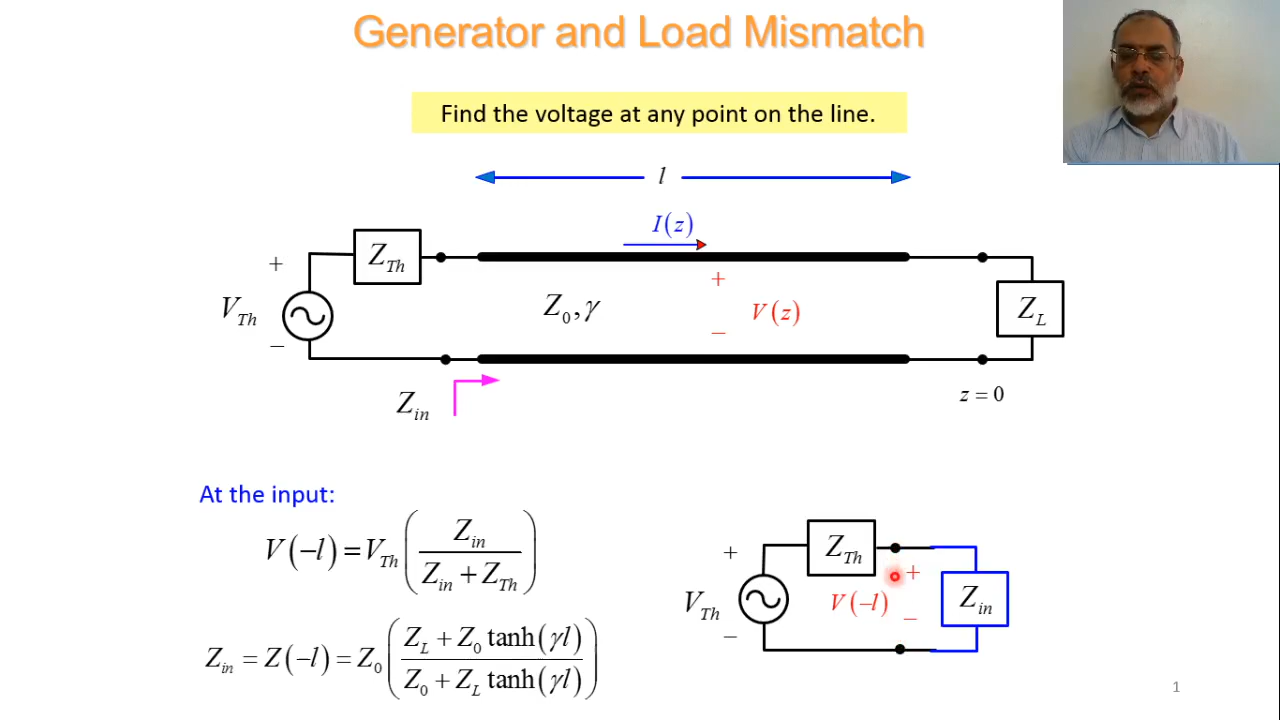 Generator and Load Mismatch
Find the voltage at any point on the line.
l
I(z)
+ Z_Th
V_Th
Z_0, γ
+
V(z)
−
Z_L
−
Z_in
z = 0
At the input:
V(−l) = V_Th ( Z_in / (Z_in + Z_Th) )
Z_in = Z(−l) = Z_0 ( (Z_L + Z_0 tanh(γl)) / (Z_0 + Z_L tanh(γl)) )
+ Z_Th
+
V_Th
V(−l)
Z_in
−
−
1